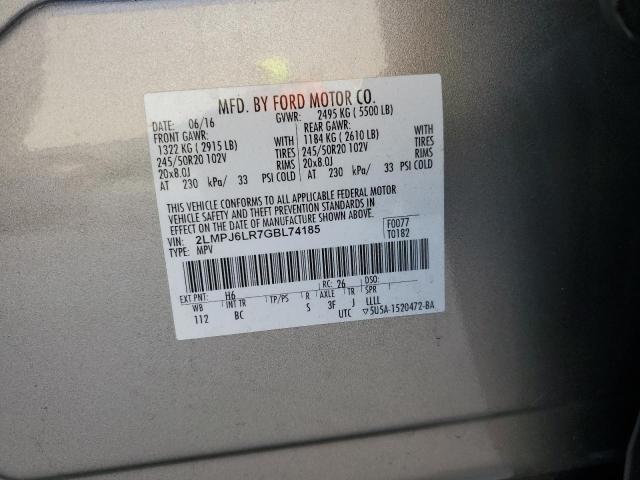 MFD. BY FORD MOTOR CO.
DATE: 06/16 GVWR: 2495 KG ( 5500 LB)
FRONT GAWR: REAR GAWR:
1322 KG ( 2915 LB) WITH 1184 KG ( 2610 LB) WITH
245/50R20 102V TIRES 245/50R20 102V TIRES
20x8.0J RIMS 20x8.0J RIMS
AT 230 kPa/ 33 PSI COLD AT 230 kPa/ 33 PSI COLD
THIS VEHICLE CONFORMS TO ALL APPLICABLE FEDERAL MOTOR
VEHICLE SAFETY AND THEFT PREVENTION STANDARDS IN
EFFECT ON THE DATE OF MANUFACTURE SHOWN ABOVE.
VIN: 2LMPJ6LR7GBL74185 F0077
TYPE: MPV T0182
EXT PNT: H6 RC: 26 DSO:
WB INT TR TP/PS R AXLE TR SPR
112 BC S 3F J LLLL
UTC ▽5U5A-1520472-BA